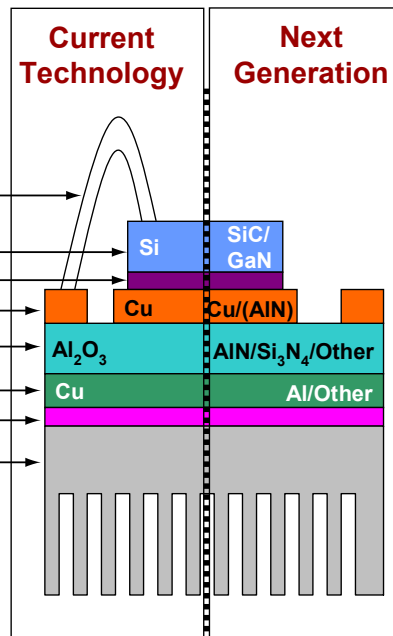 Current
Technology
Next
Generation
Si
SiC/
GaN
Cu
Cu/(AlN)
Al₂O₃
AlN/Si₃N₄/Other
Cu
Al/Other